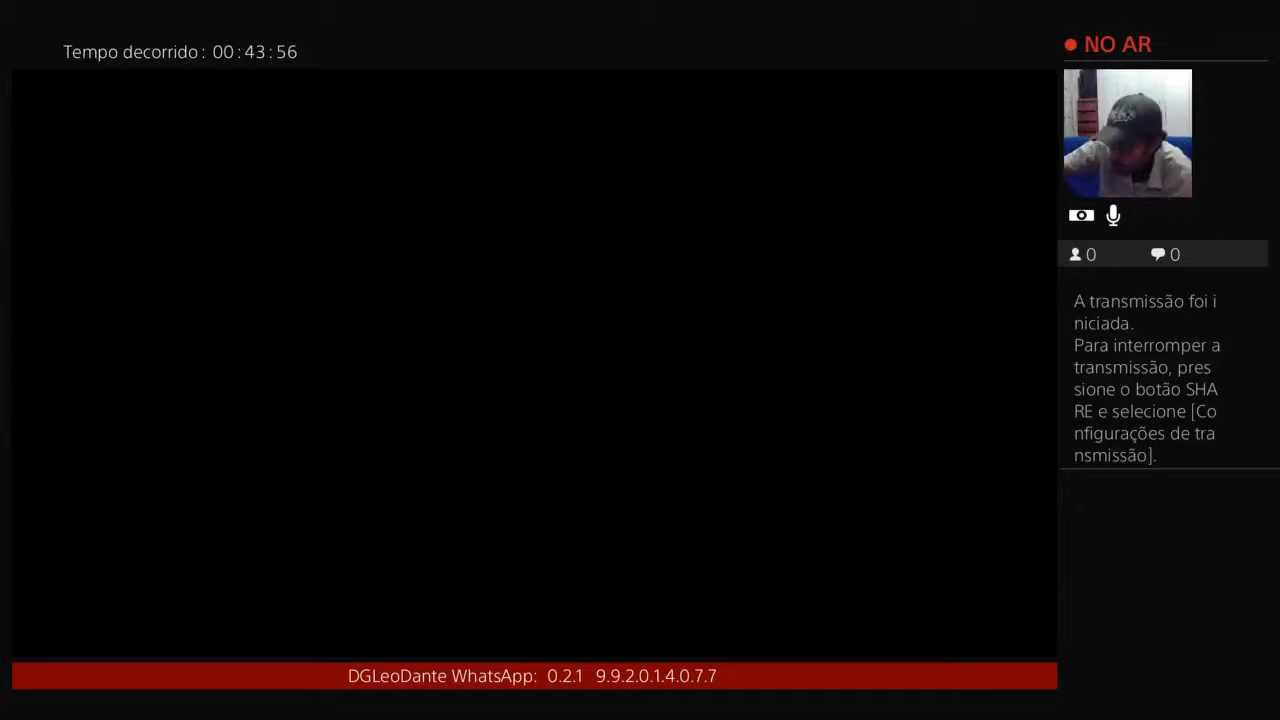 Tempo decorrido: 00:43:56
NO AR
0 0
A transmissão foi i
niciada.
Para interromper a
transmissão, pres
sione o botão SHA
RE e selecione [Co
nfigurações de tra
nsmissão].
DGLeoDante WhatsApp: 0.2.1 9.9.2.0.1.4.0.7.7